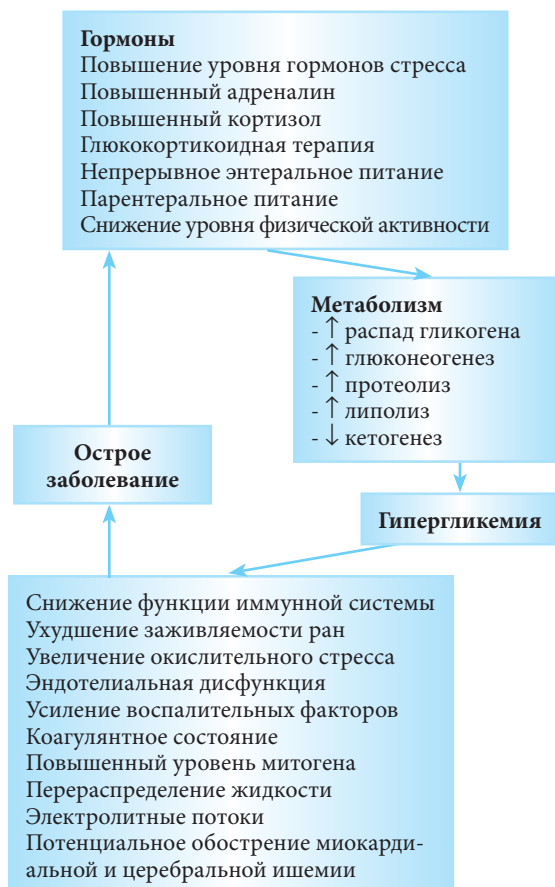 Гормоны
Повышение уровня гормонов стресса
Повышенный адреналин
Повышенный кортизол
Глюкокортикоидная терапия
Непрерывное энтеральное питание
Парентеральное питание
Снижение уровня физической активности
Метаболизм
- ↑ распад гликогена
- ↑ глюконеогенез
- ↑ протеолиз
- ↑ липолиз
- ↓ кетогенез
Острое
заболевание
Гипергликемия
Снижение функции иммунной системы
Ухудшение заживляемости ран
Увеличение окислительного стресса
Эндотелиальная дисфункция
Усиление воспалительных факторов
Коагулянтное состояние
Повышенный уровень митогена
Перераспределение жидкости
Электролитные потоки
Потенциальное обострение миокарди-
альной и церебральной ишемии